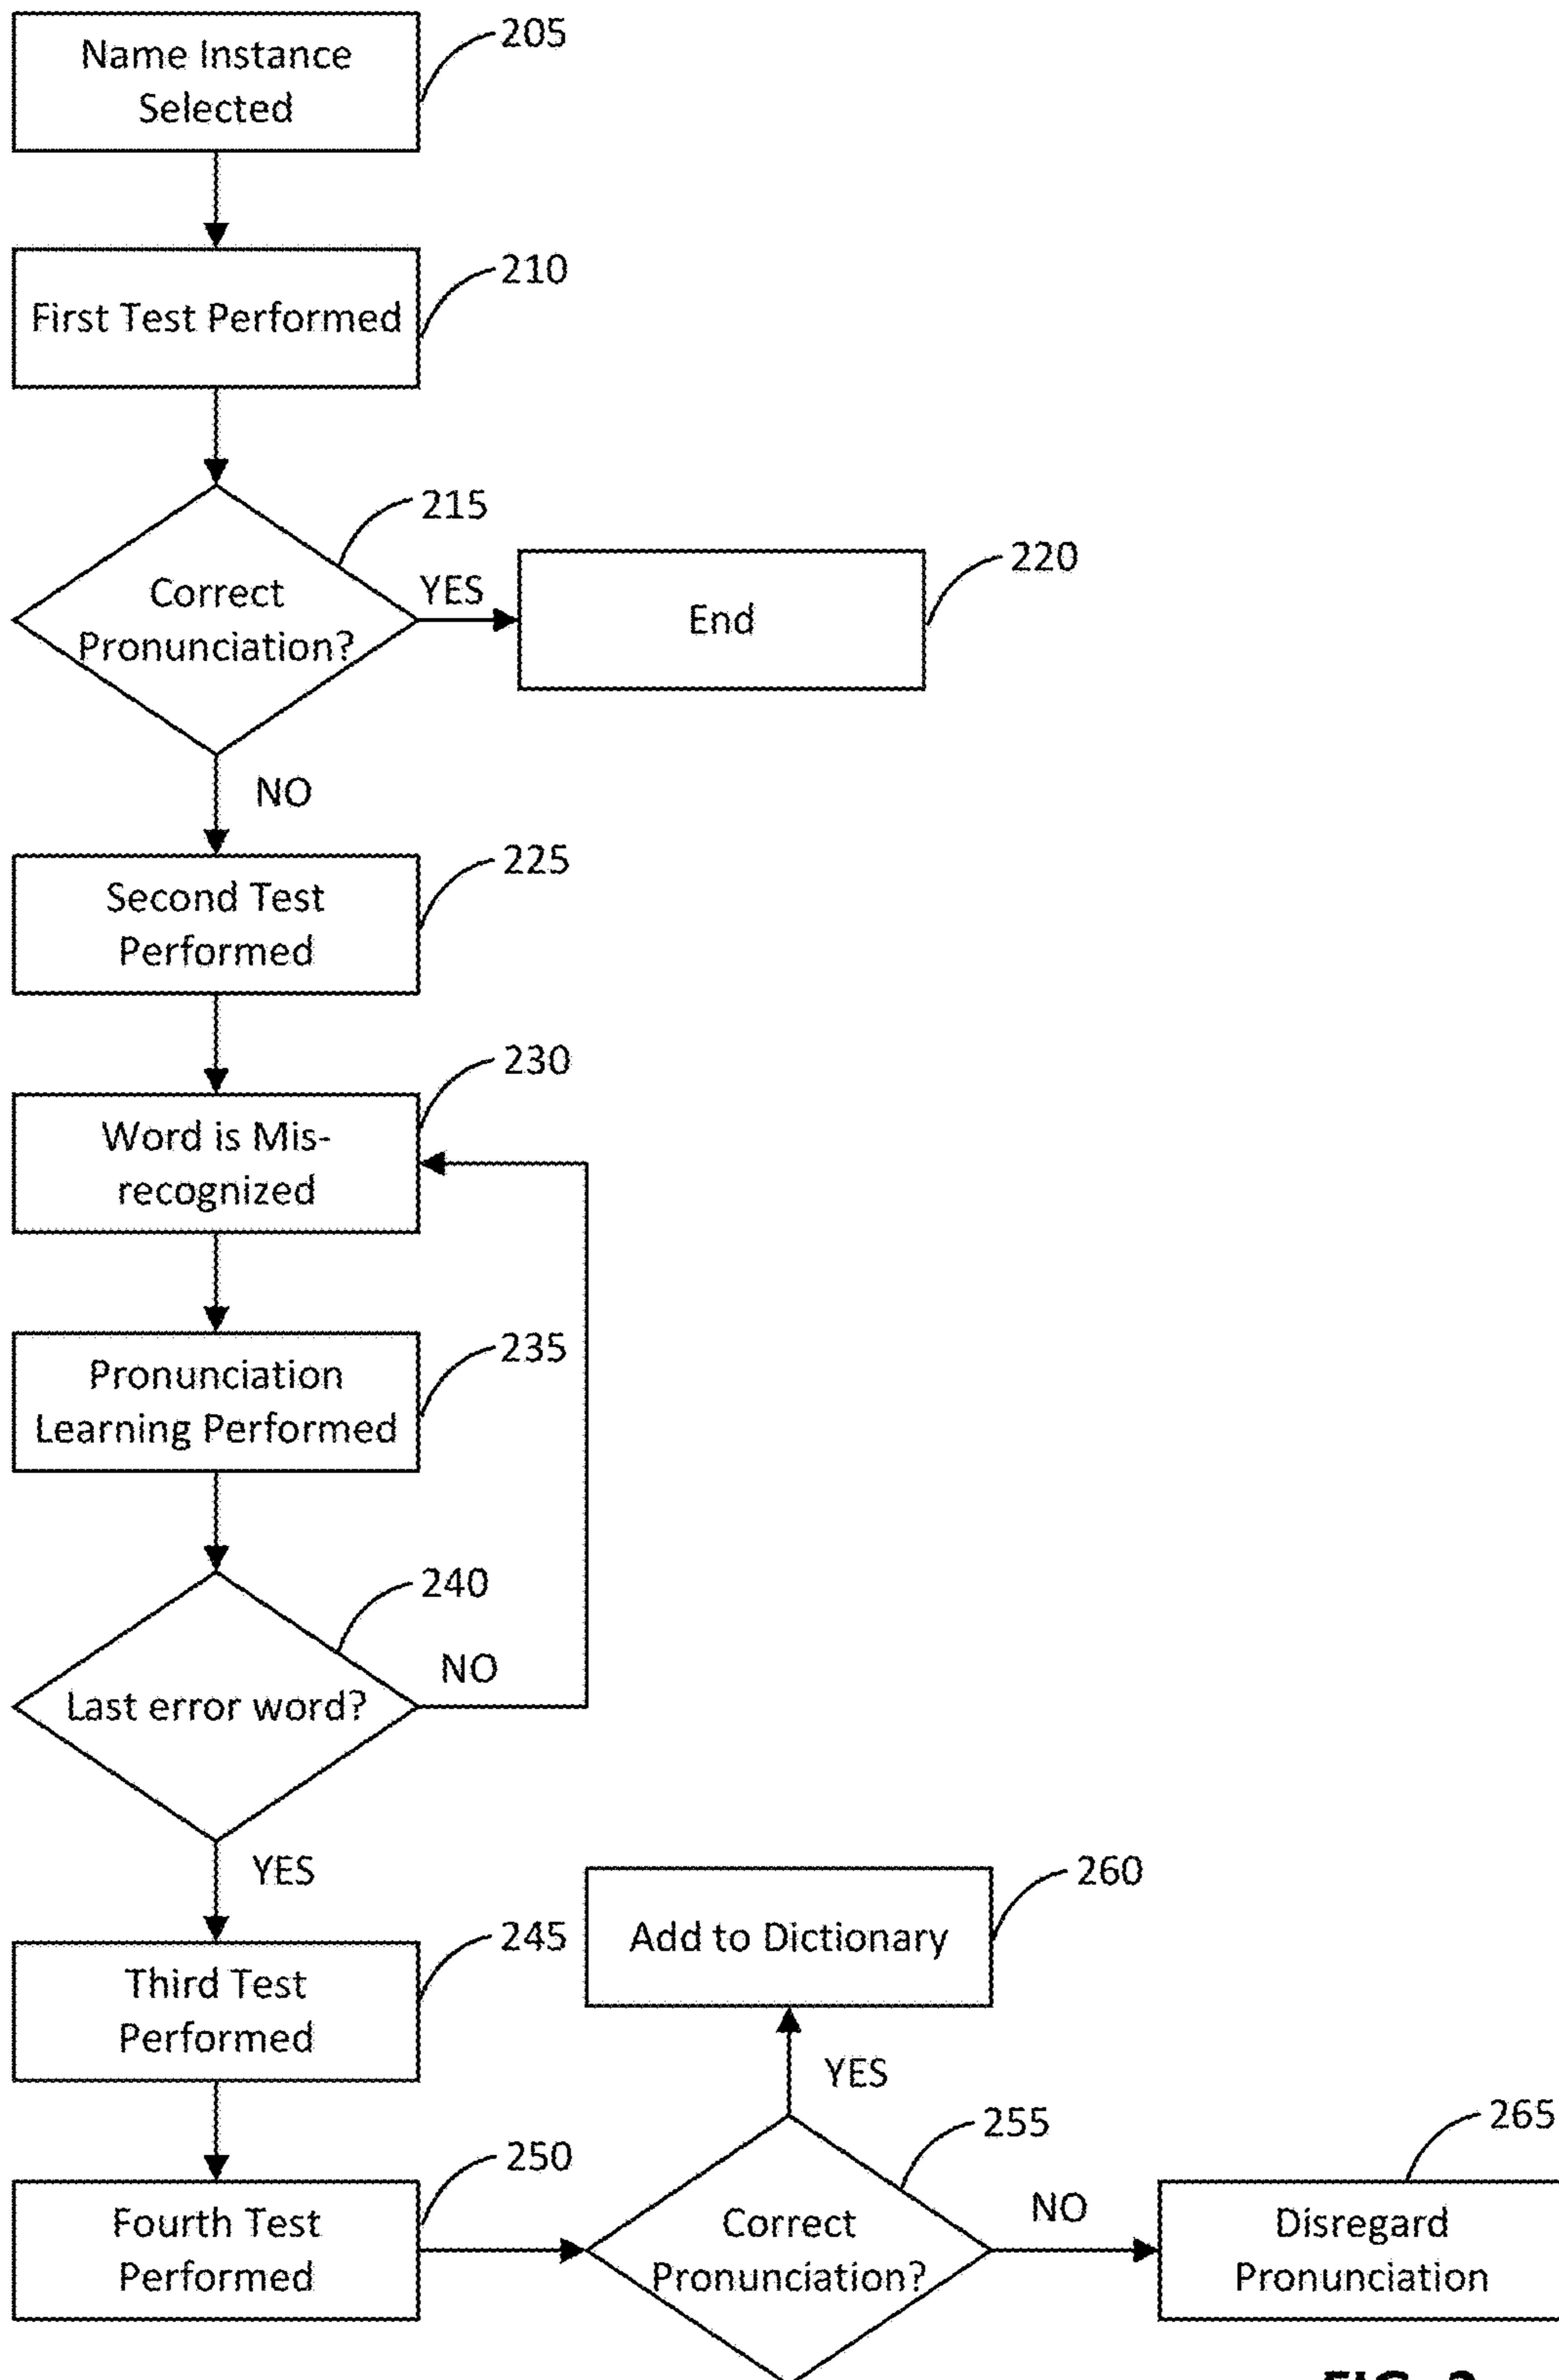 Name Instance
Selected
205
First Test Performed
210
Correct
Pronunciation?
215
YES
End
220
NO
Second Test
Performed
225
Word is Mis-
recognized
230
Pronunciation
Learning Performed
235
Last error word?
240
NO
YES
Third Test
Performed
245
Add to Dictionary
260
YES
Fourth Test
Performed
250
Correct
Pronunciation?
255
NO
Disregard
Pronunciation
265